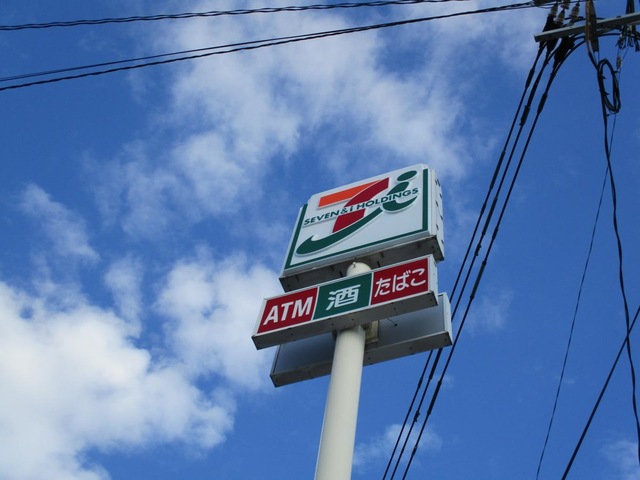 SEVEN & i HOLDINGS
ATM 酒 たばこ